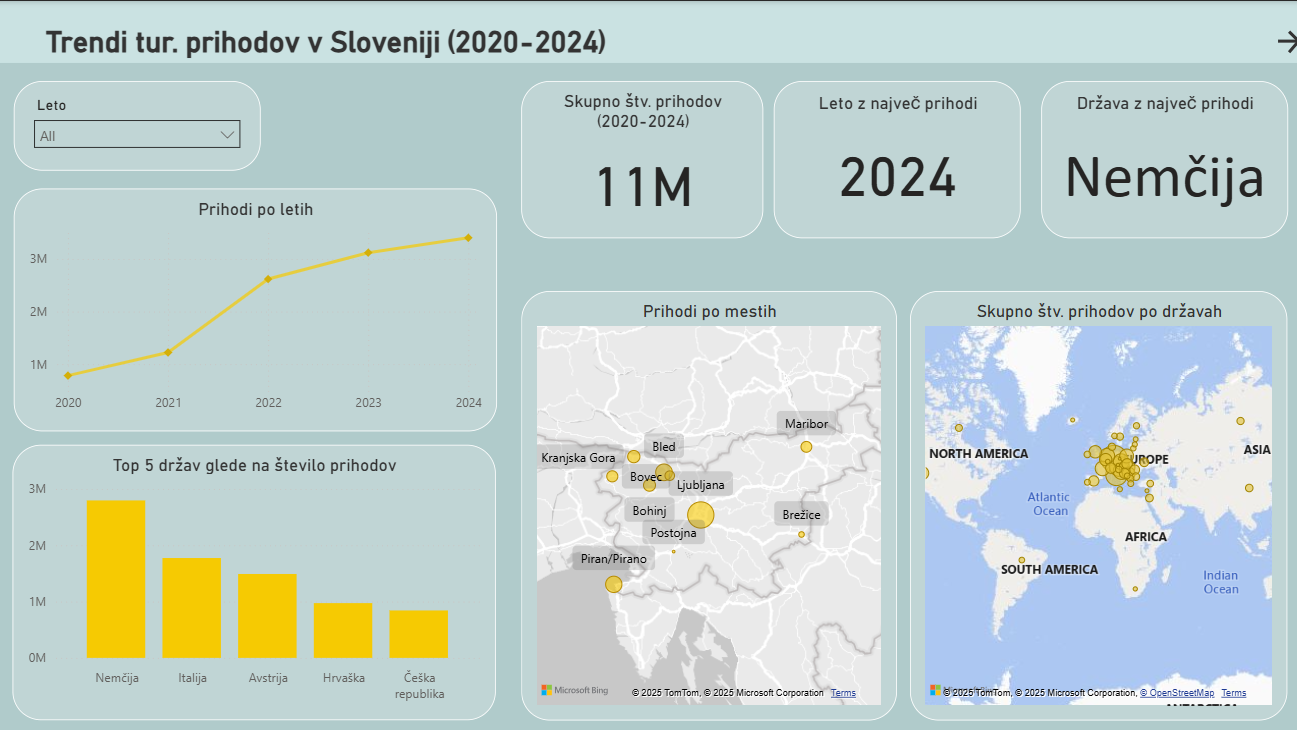 Trendi tur. prihodov v Sloveniji (2020-2024)
Leto
All
Skupno štv. prihodov
(2020-2024)
11M
Leto z največ prihodi
2024
Država z največ prihodi
Nemčija
Prihodi po letih
3M
2M
1M
2020
2021
2022
2023
2024
Top 5 držav glede na število prihodov
3M
2M
1M
0M
Nemčija
Italija
Avstrija
Hrvaška
Češka
republika
Prihodi po mestih
Maribor
Bled
Kranjska Gora
Bovec
Ljubljana
Bohinj
Brežice
Postojna
Piran/Pirano
Microsoft Bing
© 2025 TomTom, © 2025 Microsoft Corporation Terms
Skupno štv. prihodov po državah
NORTH AMERICA
UROPE
ASIA
Atlantic
Ocean
AFRICA
SOUTH AMERICA
Indian
Ocean
© 2025 TomTom, © 2025 Microsoft Corporation, © OpenStreetMap Terms